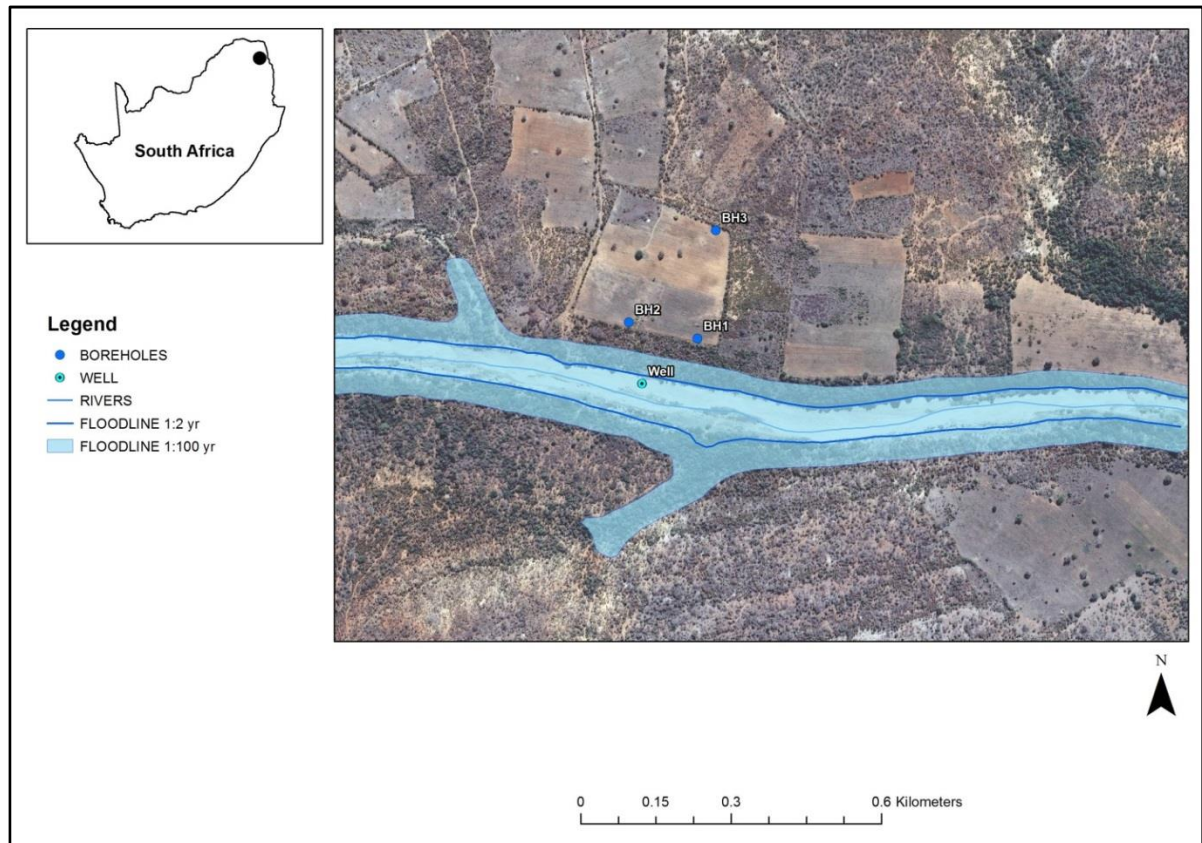 South Africa
Legend
BOREHOLES
WELL
RIVERS
FLOODLINE 1:2 yr
FLOODLINE 1:100 yr
BH3
BH2
BH1
Well
N
0 0.15 0.3 0.6 Kilometers